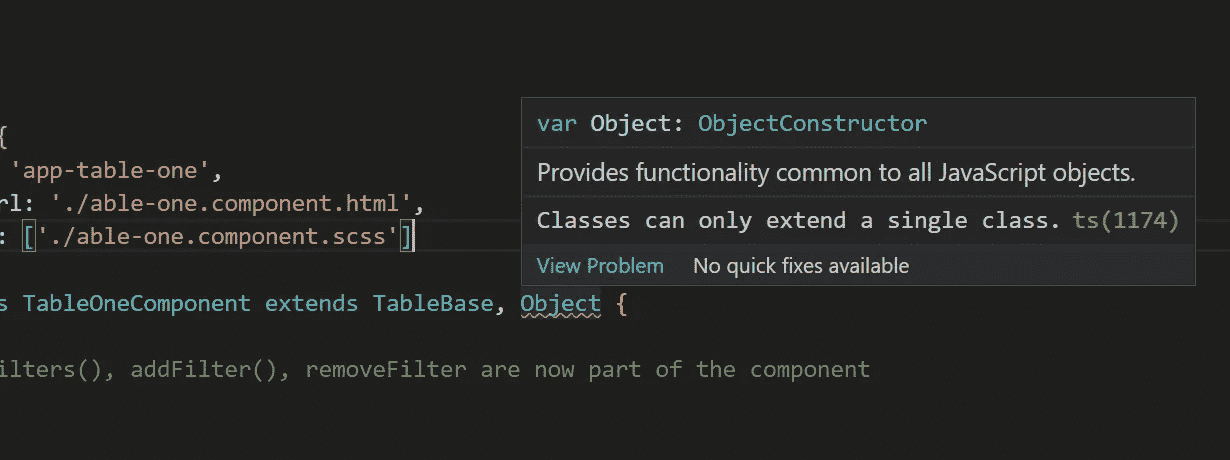 var Object: ObjectConstructor
{
'app-table-one',
Provides functionality common to all JavaScript objects.
rl: './able-one.component.html',
Classes can only extend a single class. ts(1174)
: ['./able-one.component.scss']
View Problem No quick fixes available
s TableOneComponent extends TableBase, Object {
ilters(), addFilter(), removeFilter are now part of the component